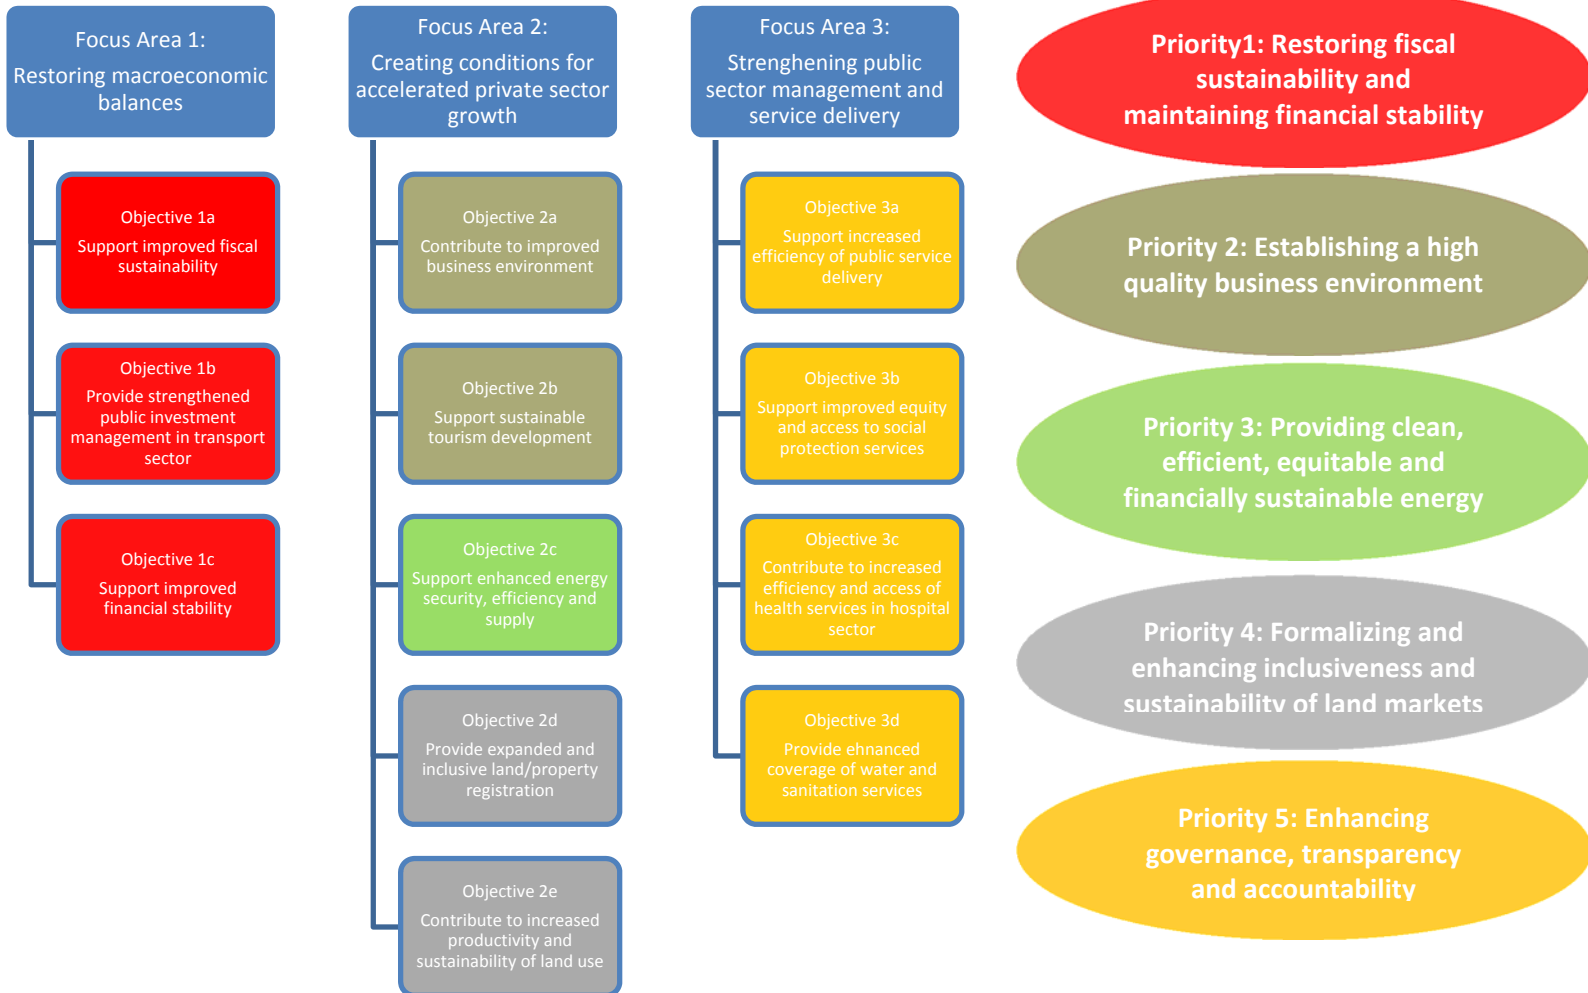 Focus Area 1:
Restoring macroeconomic
balances
Objective 1a
Support improved fiscal
sustainability
Objective 1b
Provide strengthened
public investment
management in transport
sector
Objective 1c
Support improved
financial stability
Focus Area 2:
Creating conditions for
accelerated private sector
growth
Objective 2a
Contribute to improved
business environment
Objective 2b
Support sustainable
tourism development
Objective 2c
Support enhanced energy
security, efficiency and
supply
Objective 2d
Provide expanded and
inclusive land/property
registration
Objective 2e
Contribute to increased
productivity and
sustainability of land use
Focus Area 3:
Strenghening public
sector management and
service delivery
Objective 3a
Support increased
efficiency of public service
delivery
Objective 3b
Support improved equity
and access to social
protection services
Objective 3c
Contribute to increased
efficiency and access of
health services in hospital
sector
Objective 3d
Provide ehnanced
coverage of water and
sanitation services
Priority1: Restoring fiscal
sustainability and
maintaining financial stability
Priority 2: Establishing a high
quality business environment
Priority 3: Providing clean,
efficient, equitable and
financially sustainable energy
Priority 4: Formalizing and
enhancing inclusiveness and
sustainability of land markets
Priority 5: Enhancing
governance, transparency
and accountability